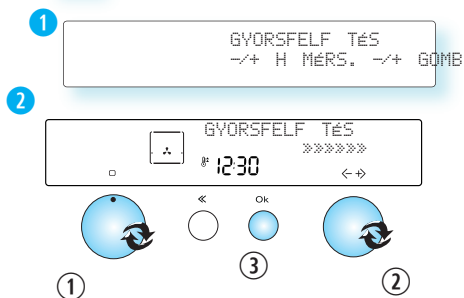 1
GYORSFELF TéS
-/+ H MéRS. -/+ GOMB
2
GYORSFELF TéS
»»»»»»
12:30
<- +>
≪ Ok
1 3 2